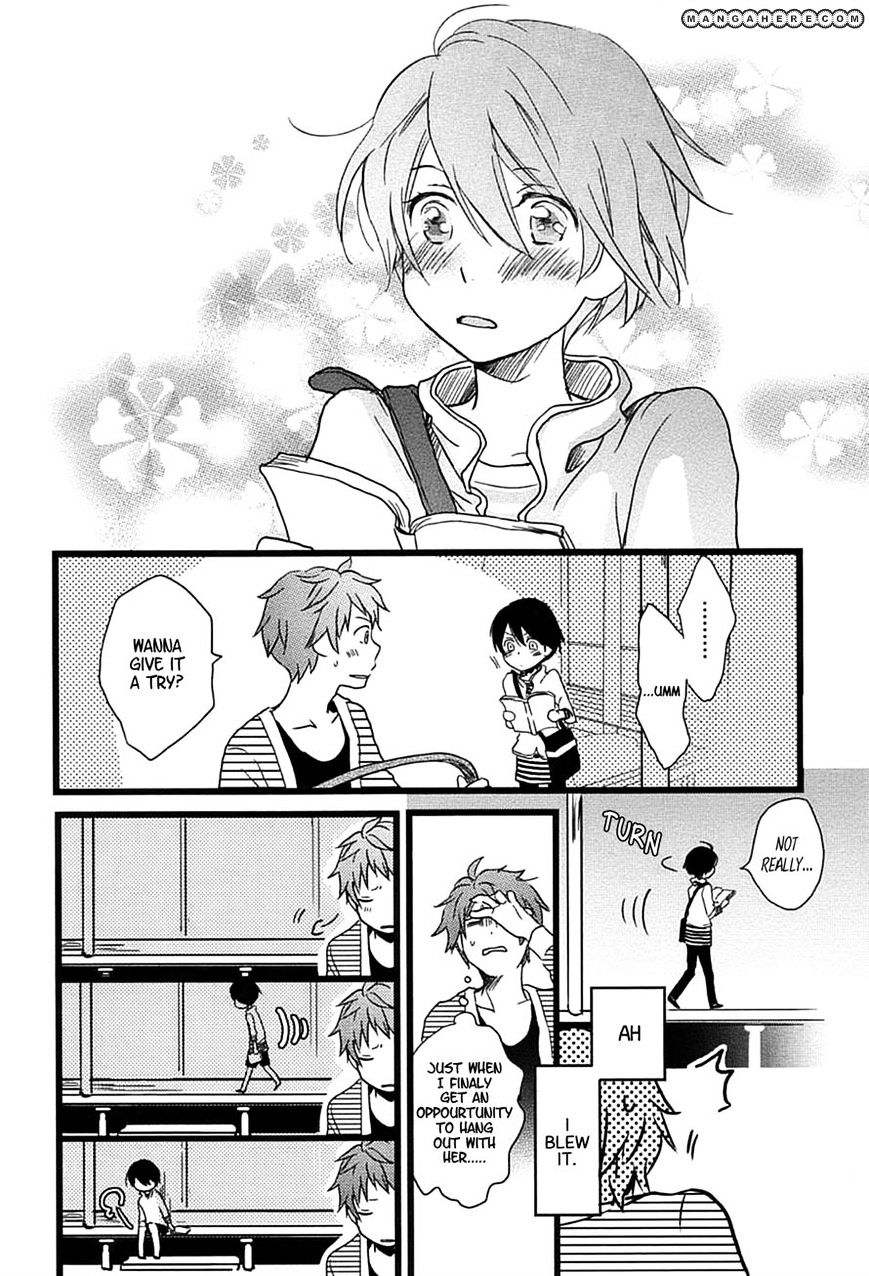 MANGAHERE.COM
........
...UMM
WANNA
GIVE IT
A TRY?
NOT
REALLY...
TURN
AH
I
BLEW
IT.
JUST WHEN
I FINALY
GET AN
OPPOURTUNITY
TO HANG
OUT WITH
HER.....